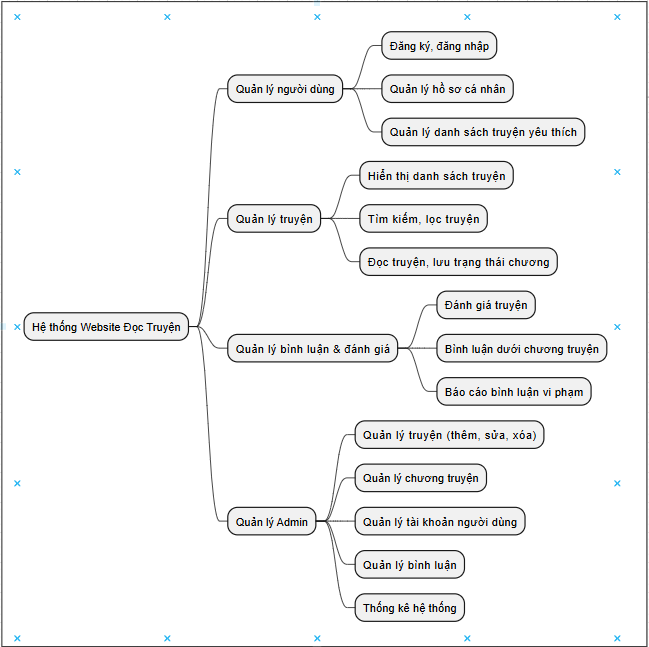 Hệ thống Website Đọc Truyện
Quản lý người dùng
Đăng ký, đăng nhập
Quản lý hồ sơ cá nhân
Quản lý danh sách truyện yêu thích
Quản lý truyện
Hiển thị danh sách truyện
Tìm kiếm, lọc truyện
Đọc truyện, lưu trạng thái chương
Quản lý bình luận & đánh giá
Đánh giá truyện
Bình luận dưới chương truyện
Báo cáo bình luận vi phạm
Quản lý Admin
Quản lý truyện (thêm, sửa, xóa)
Quản lý chương truyện
Quản lý tài khoản người dùng
Quản lý bình luận
Thống kê hệ thống